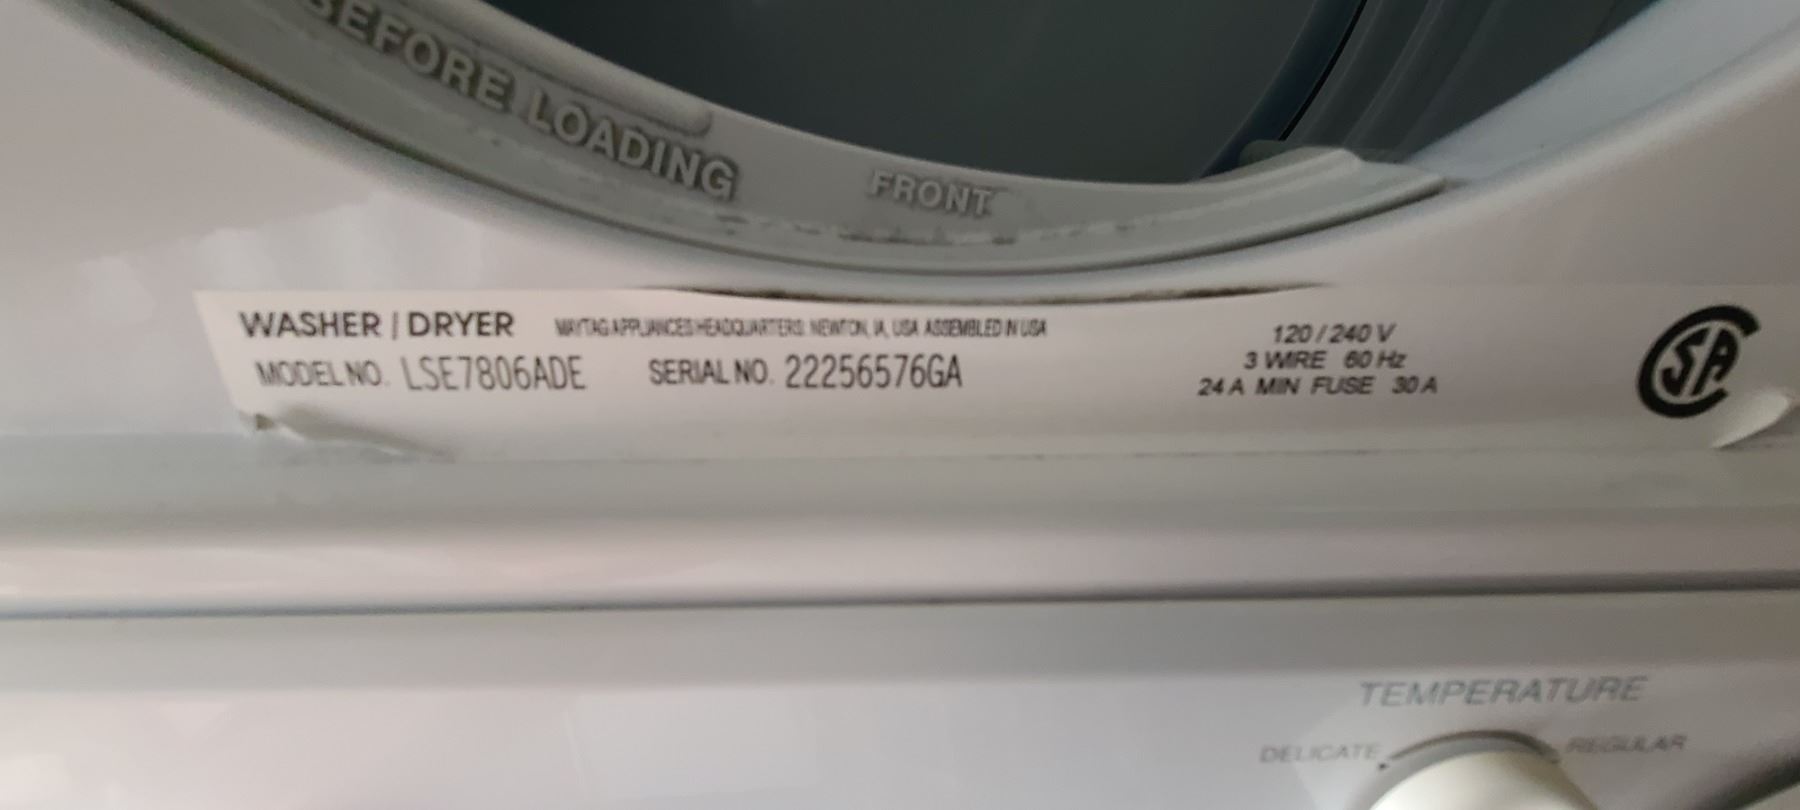 BEFORE LOADING
FRONT
WASHER / DRYER MAYTAG APPLIANCES HEADQUARTERS: NEWTON, IA, USA ASSEMBLED IN USA
MODEL NO. LSE7806ADE SERIAL NO. 22256576GA
120/240 V
3 WIRE 60 Hz
24 A MIN FUSE 30 A
SA
TEMPERATURE
DELICATE REGULAR